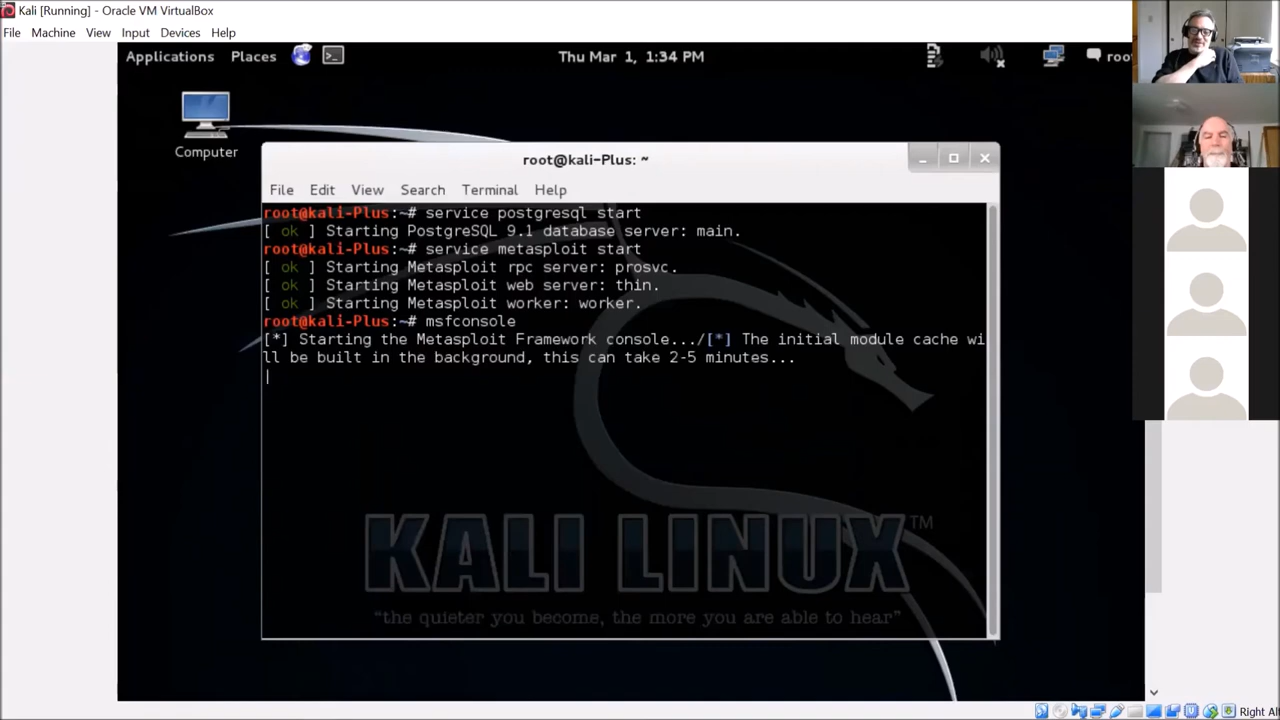 Kali [Running] - Oracle VM VirtualBox
File Machine View Input Devices Help
Applications Places Thu Mar 1, 1:34 PM
Computer
root@kali-Plus: ~
File Edit View Search Terminal Help
root@kali-Plus:~# service postgresql start
[ ok ] Starting PostgreSQL 9.1 database server: main.
root@kali-Plus:~# service metasploit start
[ ok ] Starting Metasploit rpc server: prosvc.
[ ok ] Starting Metasploit web server: thin.
[ ok ] Starting Metasploit worker: worker.
root@kali-Plus:~# msfconsole
[*] Starting the Metasploit Framework console.../[*] The initial module cache wi
ll be built in the background, this can take 2-5 minutes...
KALI LINUX™
“the quieter you become, the more you are able to hear”